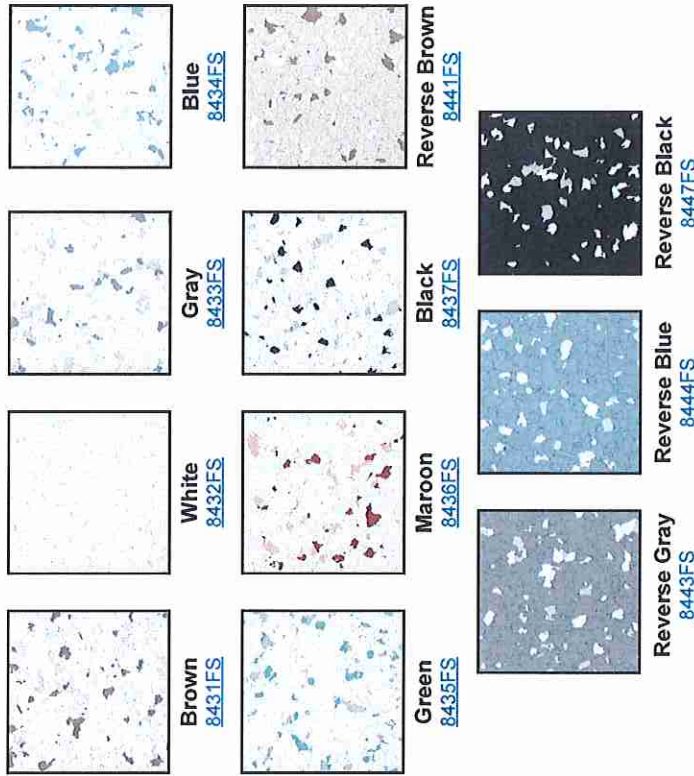 Brown
8431FS
White
8432FS
Gray
8433FS
Blue
8434FS
Green
8435FS
Maroon
8436FS
Black
8437FS
Reverse Brown
8441FS
Reverse Gray
8443FS
Reverse Blue
8444FS
Reverse Black
8447FS